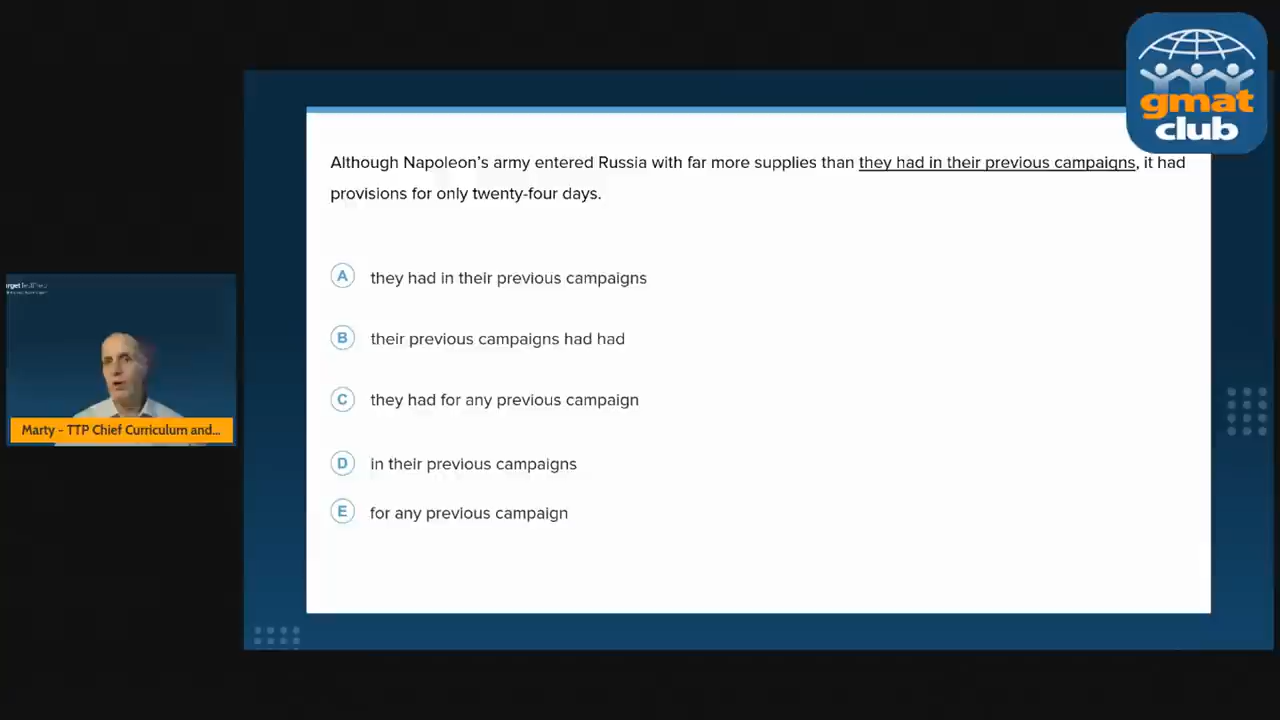 gmat
club
Although Napoleon's army entered Russia with far more supplies than they had in their previous campaigns, it had
provisions for only twenty-four days.
A they had in their previous campaigns
B their previous campaigns had had
C they had for any previous campaign
D in their previous campaigns
E for any previous campaign
Marty - TTP Chief Curriculum and...